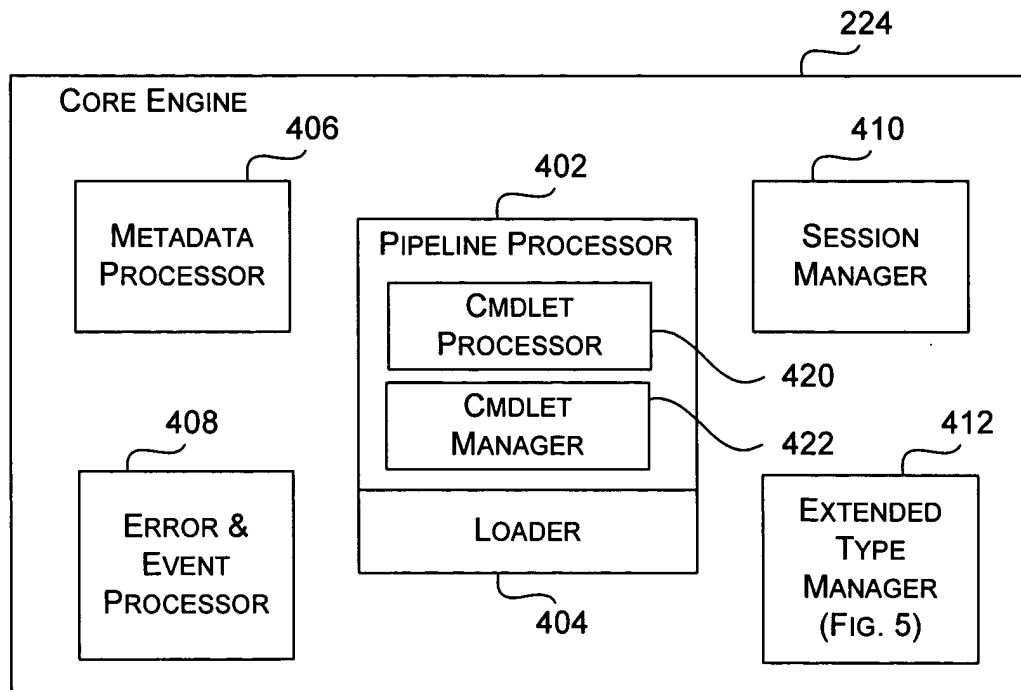 224
CORE ENGINE
406
METADATA
PROCESSOR
402
PIPELINE PROCESSOR
CMDLET
PROCESSOR
420
CMDLET
MANAGER
422
LOADER
404
410
SESSION
MANAGER
408
ERROR &
EVENT
PROCESSOR
412
EXTENDED
TYPE
MANAGER
(FIG. 5)